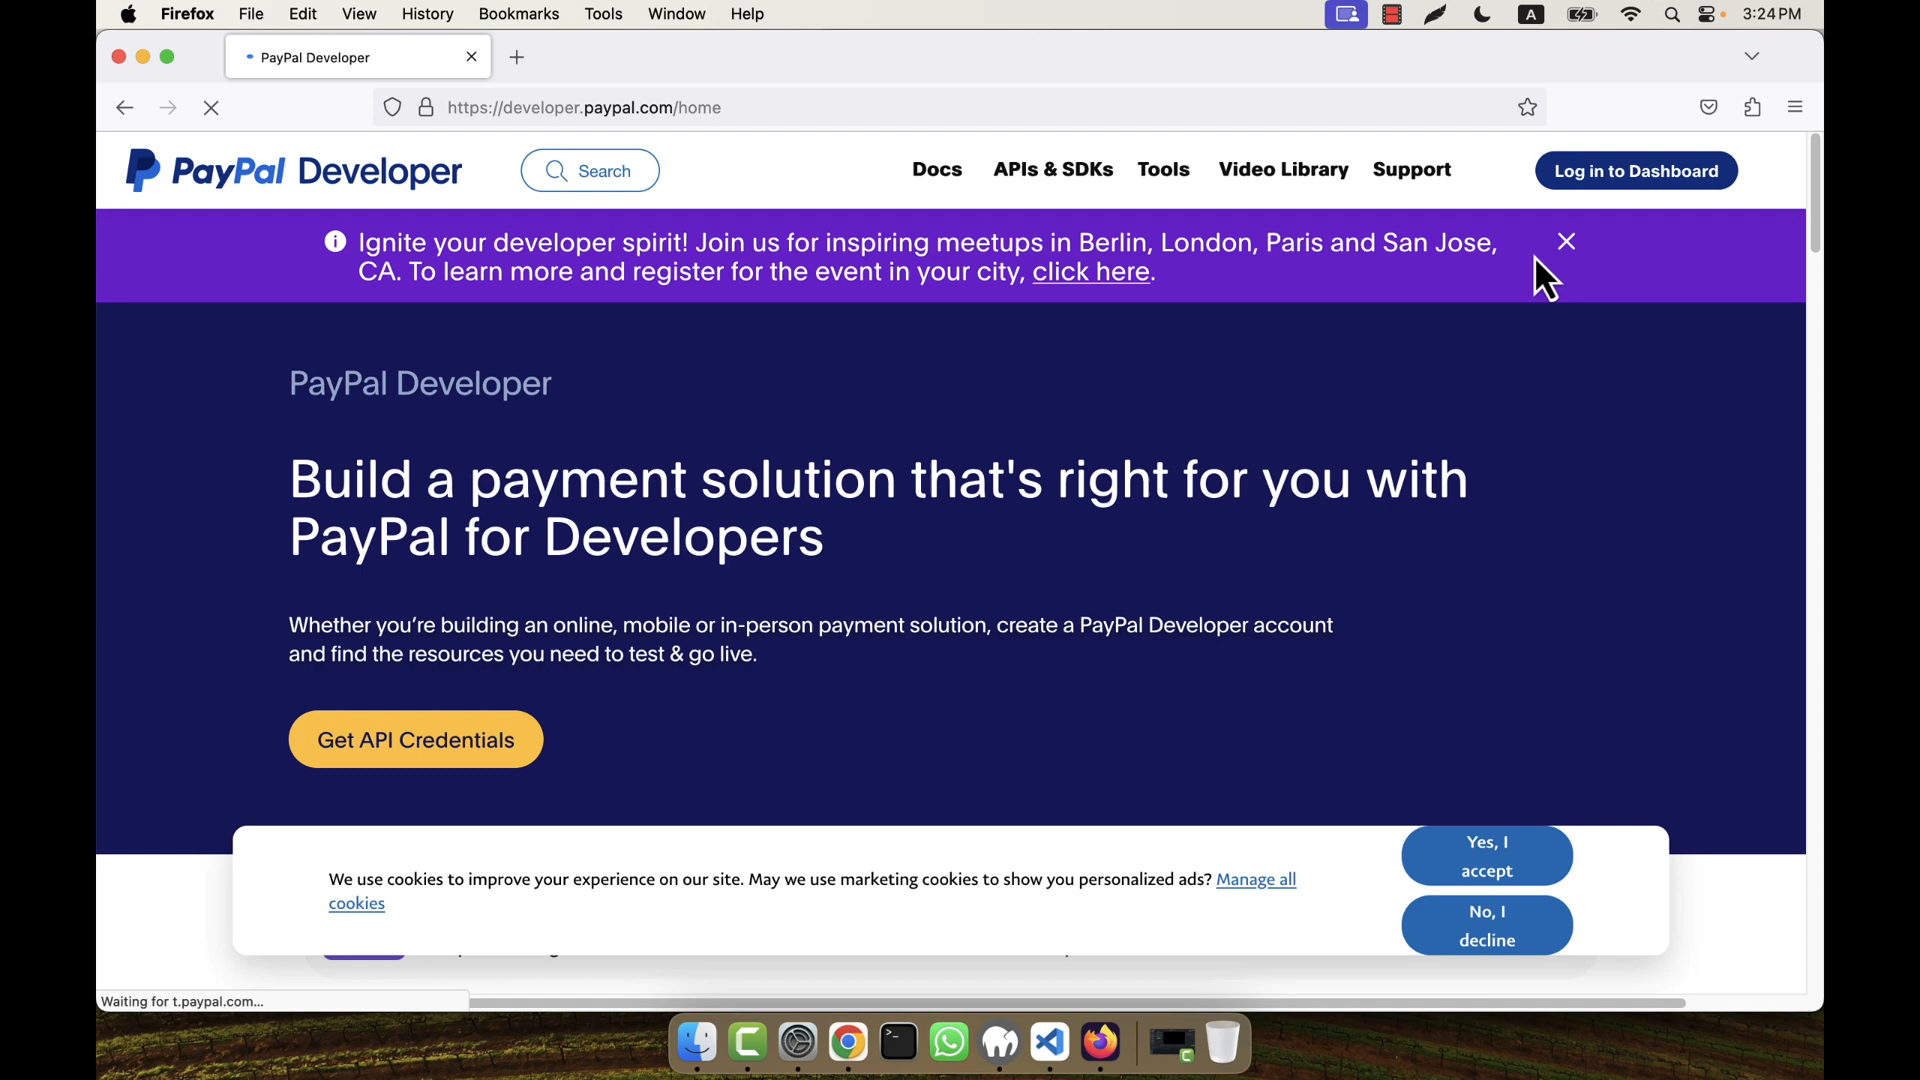 Firefox File Edit View History Bookmarks Tools Window Help A 3:24 PM
PayPal Developer
https://developer.paypal.com/home
PayPal Developer Search Docs APIs & SDKs Tools Video Library Support Log in to Dashboard
Ignite your developer spirit! Join us for inspiring meetups in Berlin, London, Paris and San Jose,
CA. To learn more and register for the event in your city, click here.
PayPal Developer
Build a payment solution that's right for you with
PayPal for Developers
Whether you're building an online, mobile or in-person payment solution, create a PayPal Developer account
and find the resources you need to test & go live.
Get API Credentials
We use cookies to improve your experience on our site. May we use marketing cookies to show you personalized ads? Manage all
cookies
Yes, I
accept
No, I
decline
Waiting for t.paypal.com...